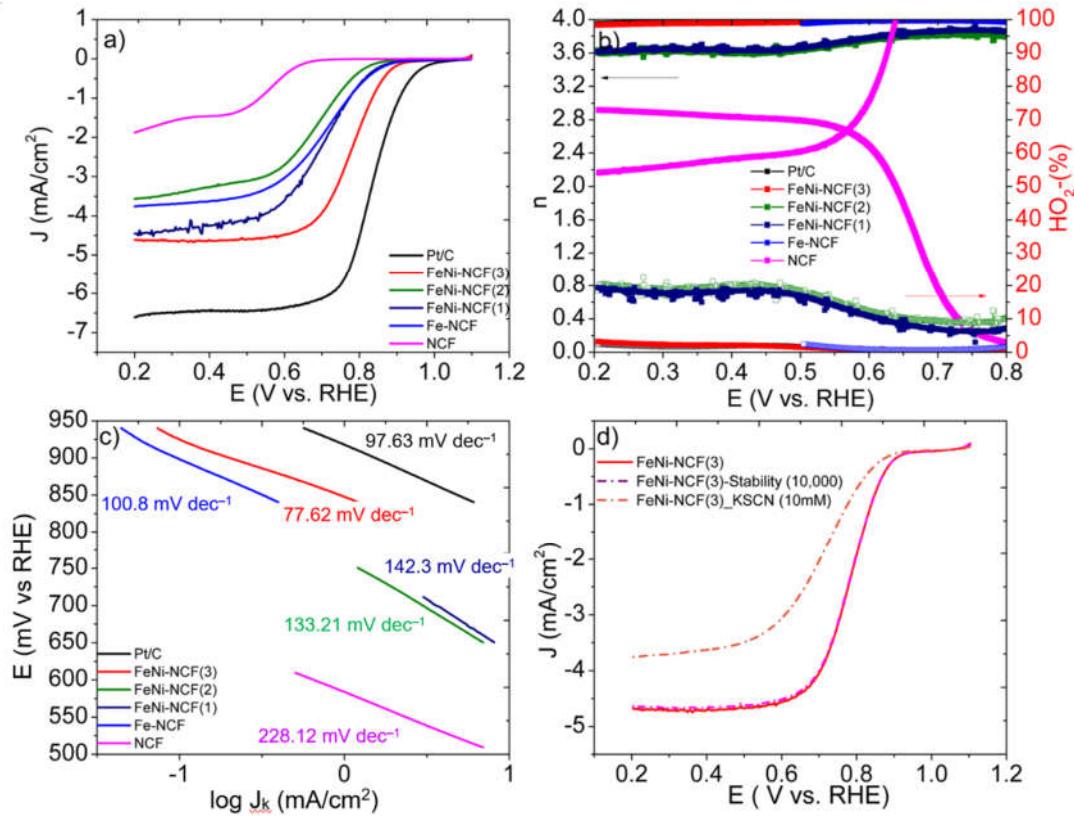 a)
J (mA/cm²)
0
-1
-2
-3
-4
-5
-6
-7
Pt/C
FeNi-NCF(3)
FeNi-NCF(2)
FeNi-NCF(1)
Fe-NCF
NCF
0.2 0.4 0.6 0.8 1.0 1.2
E (V vs. RHE)
b)
n
4.0
3.6
3.2
2.8
2.4
2.0
1.6
1.2
0.8
0.4
0.0
Pt/C
FeNi-NCF(3)
FeNi-NCF(2)
FeNi-NCF(1)
Fe-NCF
NCF
100
90
80
70
60
50
40
30
20
10
0
HO₂-(%)
0.2 0.3 0.4 0.5 0.6 0.7 0.8
E (V vs. RHE)
c)
E (mV vs RHE)
950
900
850
800
750
700
650
600
550
500
97.63 mV dec⁻¹
100.8 mV dec⁻¹
77.62 mV dec⁻¹
142.3 mV dec⁻¹
133.21 mV dec⁻¹
228.12 mV dec⁻¹
Pt/C
FeNi-NCF(3)
FeNi-NCF(2)
FeNi-NCF(1)
Fe-NCF
NCF
-1 0 1
log Jₖ (mA/cm²)
d)
J (mA/cm²)
0
-1
-2
-3
-4
-5
FeNi-NCF(3)
FeNi-NCF(3)-Stability (10,000)
FeNi-NCF(3)_KSCN (10mM)
0.2 0.4 0.6 0.8 1.0 1.2
E ( V vs. RHE)